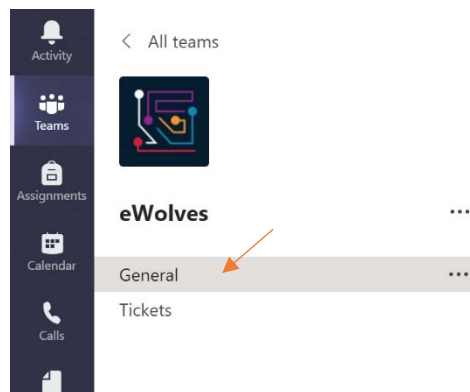 Activity
Teams
Assignments
Calendar
Calls
All teams
eWolves
General
Tickets